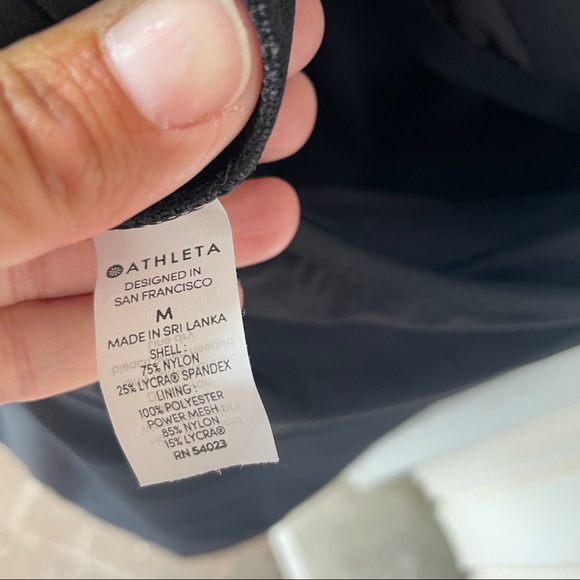 ATHLETA
DESIGNED IN
SAN FRANCISCO
M
MADE IN SRI LANKA
SHELL:
75% NYLON
25% LYCRA® SPANDEX
LINING:
100% POLYESTER
POWER MESH:
85% NYLON
15% LYCRA®
RN 54023